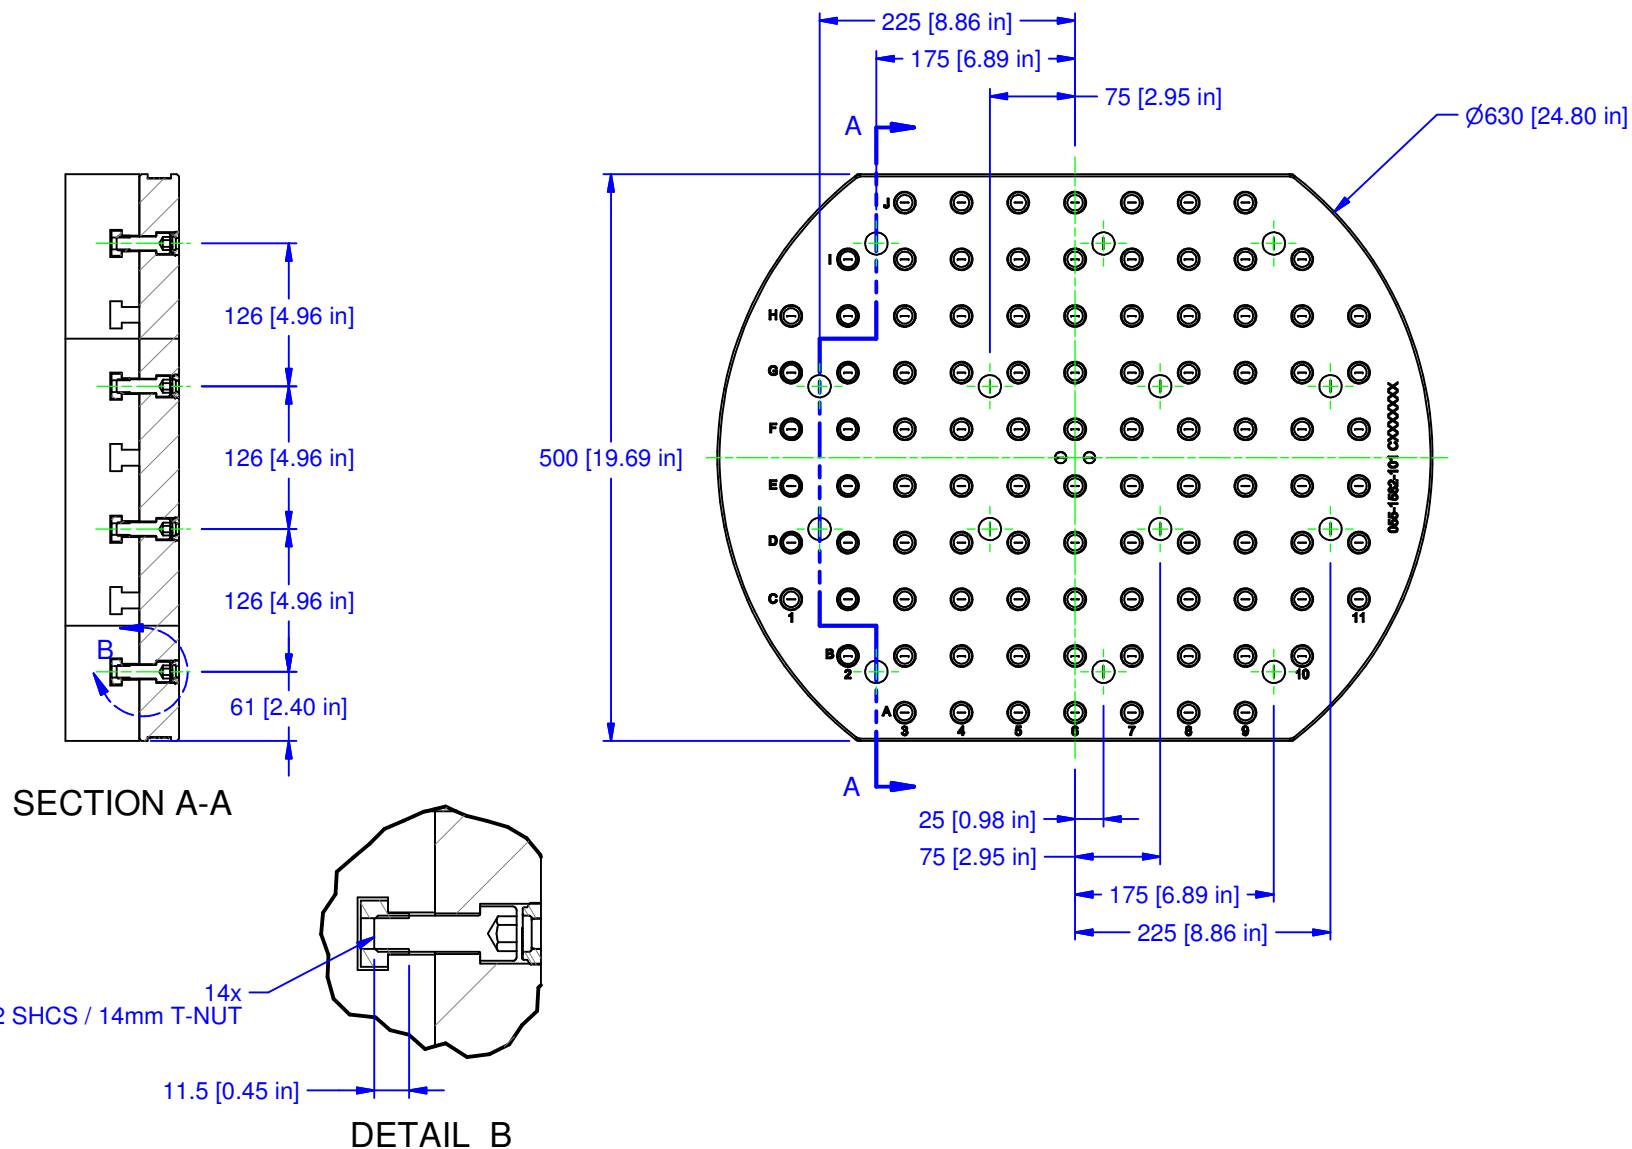 225 [8.86 in]
175 [6.89 in]
75 [2.95 in]
Ø630 [24.80 in]
A
J
I
H
G
F
E
D
C
B
A
1
2
3
4
5
6
7
8
9
10
11
500 [19.69 in]
A
25 [0.98 in]
75 [2.95 in]
175 [6.89 in]
225 [8.86 in]
126 [4.96 in]
126 [4.96 in]
126 [4.96 in]
B
61 [2.40 in]
SECTION A-A
14x
2 SHCS / 14mm T-NUT
11.5 [0.45 in]
DETAIL B